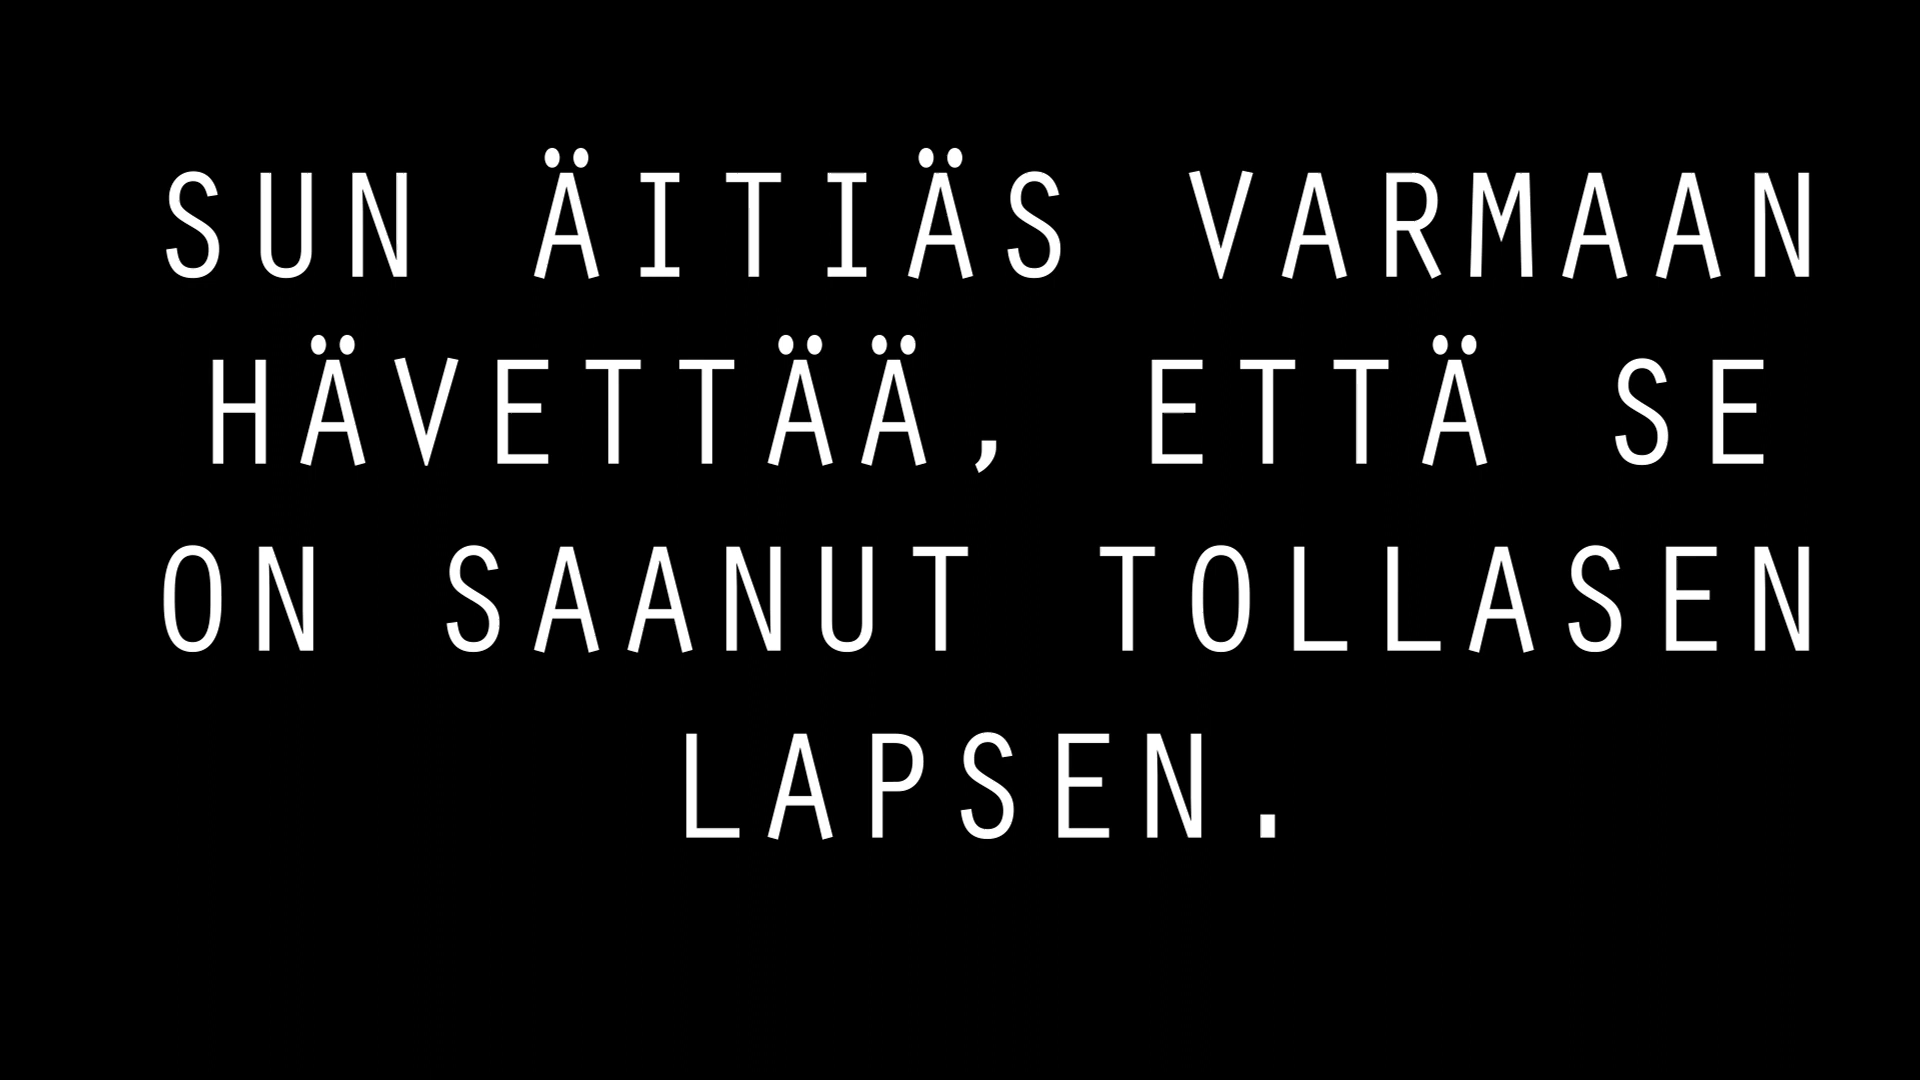 SUN ÄITIÄS VARMAAN
HÄVETTÄÄ, ETTÄ SE
ON SAANUT TOLLASEN
LAPSEN.